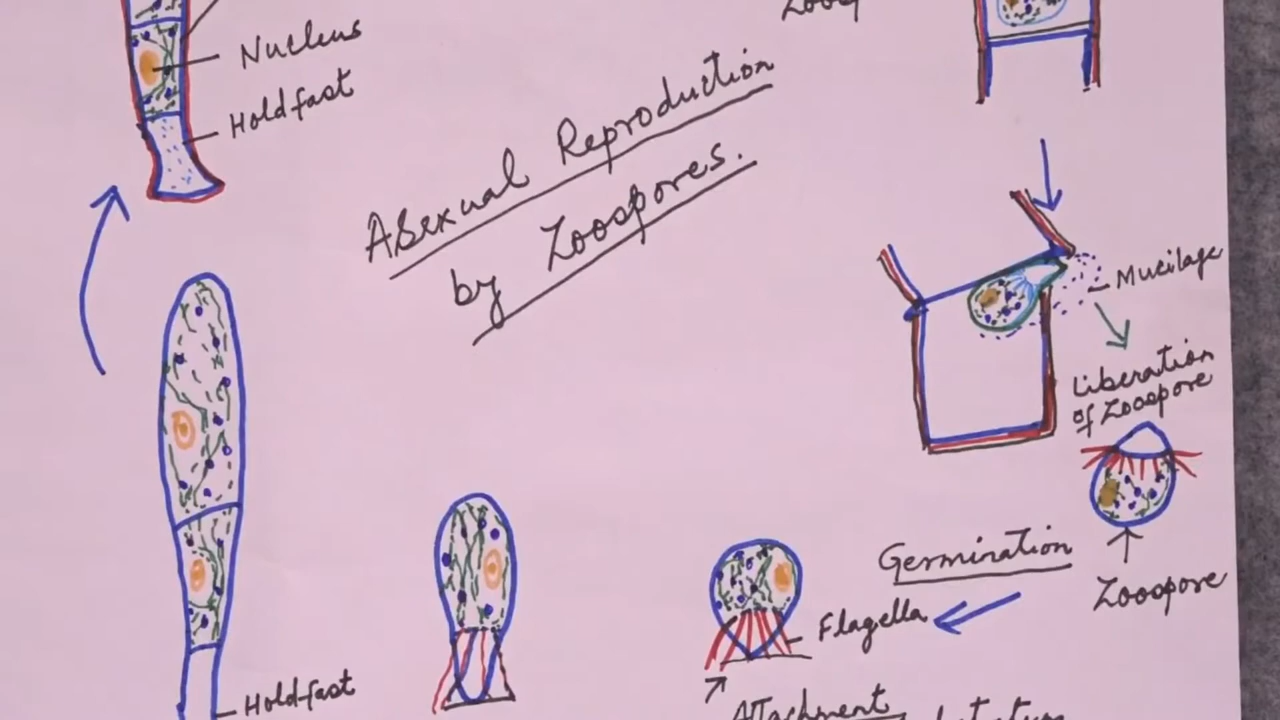 Nucleus
Holdfast
Asexual Reproduction
by Zoospores.
Mucilage
Liberation
of Zoospore
Germination
Zoospore
Flagella
Holdfast
Attachment